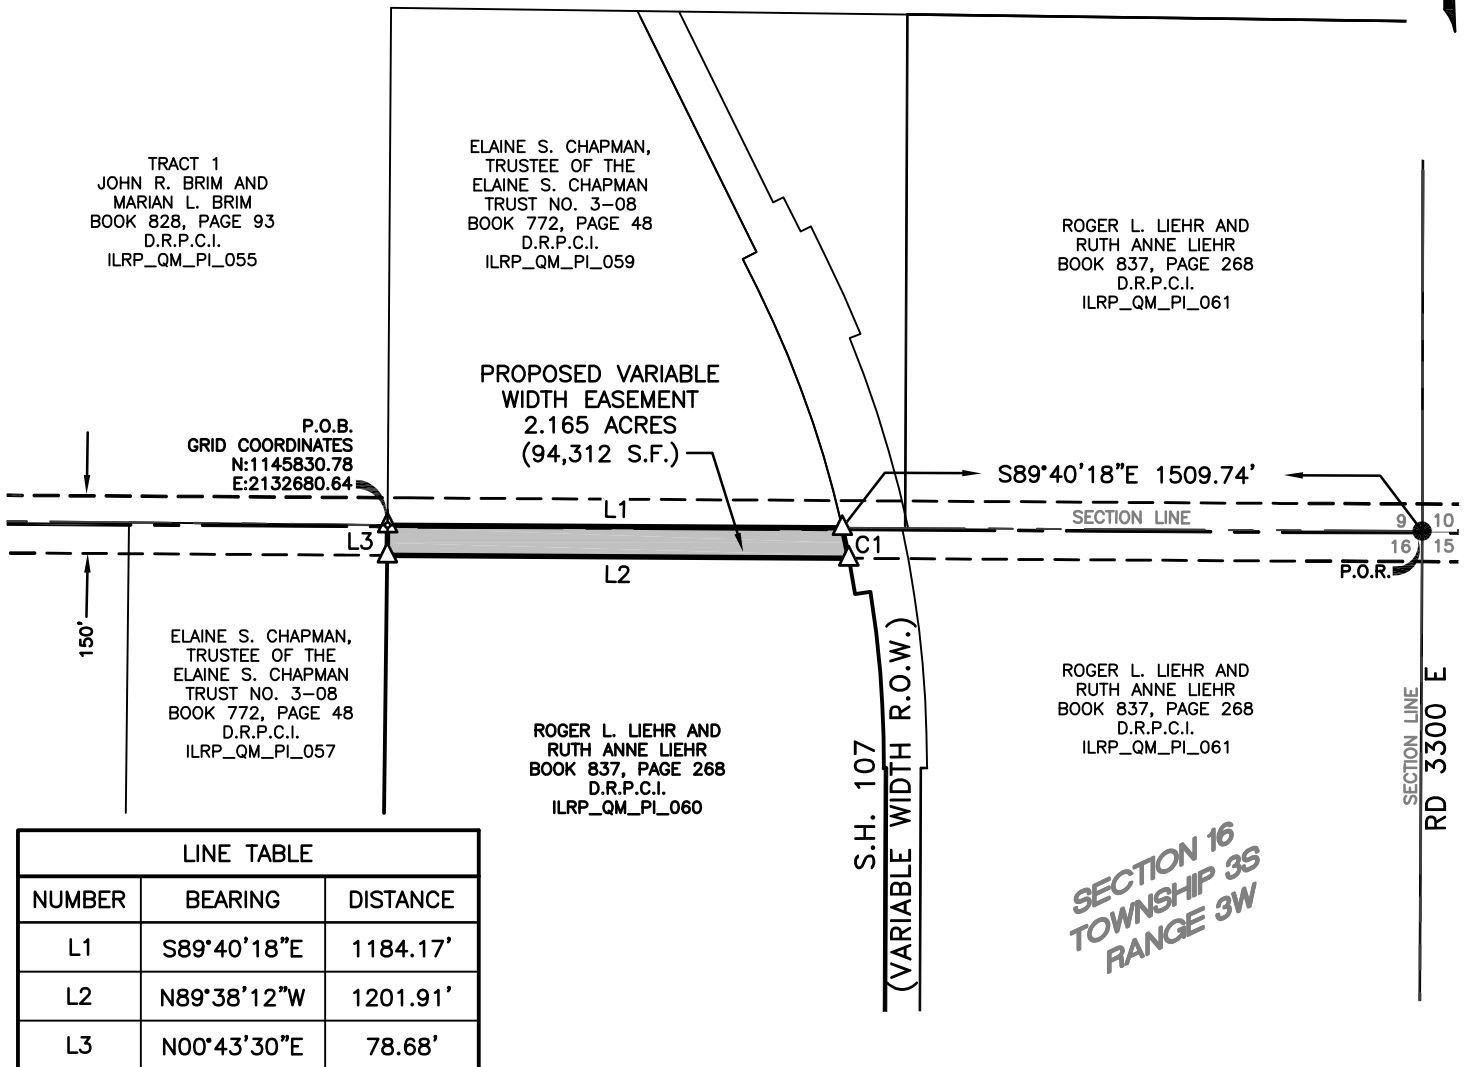 TRACT 1
JOHN R. BRIM AND
MARIAN L. BRIM
BOOK 828, PAGE 93
D.R.P.C.I.
ILRP_QM_PI_055
ELAINE S. CHAPMAN,
TRUSTEE OF THE
ELAINE S. CHAPMAN
TRUST NO. 3-08
BOOK 772, PAGE 48
D.R.P.C.I.
ILRP_QM_PI_059
ROGER L. LIEHR AND
RUTH ANNE LIEHR
BOOK 837, PAGE 268
D.R.P.C.I.
ILRP_QM_PI_061
PROPOSED VARIABLE
WIDTH EASEMENT
2.165 ACRES
(94,312 S.F.)
P.O.B.
GRID COORDINATES
N:1145830.78
E:2132680.64
S89°40'18"E 1509.74'
L1
SECTION LINE
9 10
16 15
L3
C1
L2
P.O.R.
150'
ELAINE S. CHAPMAN,
TRUSTEE OF THE
ELAINE S. CHAPMAN
TRUST NO. 3-08
BOOK 772, PAGE 48
D.R.P.C.I.
ILRP_QM_PI_057
ROGER L. LIEHR AND
RUTH ANNE LIEHR
BOOK 837, PAGE 268
D.R.P.C.I.
ILRP_QM_PI_060
S.H. 107
(VARIABLE WIDTH R.O.W.)
ROGER L. LIEHR AND
RUTH ANNE LIEHR
BOOK 837, PAGE 268
D.R.P.C.I.
ILRP_QM_PI_061
SECTION LINE
RD 3300 E
SECTION 16
TOWNSHIP 3S
RANGE 3W
LINE TABLE
NUMBER BEARING DISTANCE
L1 S89°40'18"E 1184.17'
L2 N89°38'12"W 1201.91'
L3 N00°43'30"E 78.68'